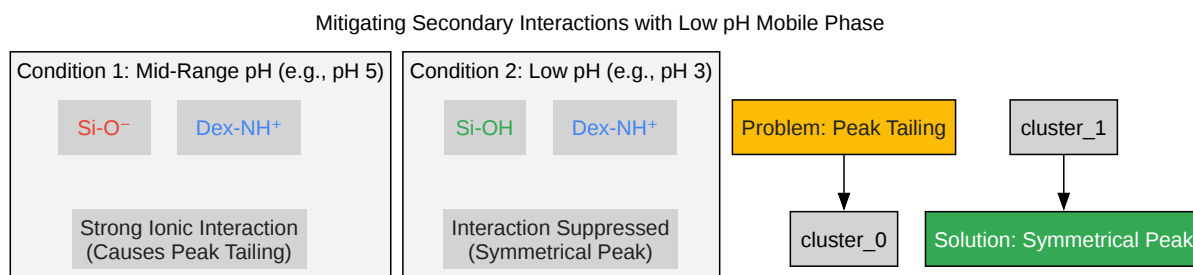 Mitigating Secondary Interactions with Low pH Mobile Phase
Condition 1: Mid-Range pH (e.g., pH 5)
Si-O⁻
Dex-NH⁺
Strong Ionic Interaction
(Causes Peak Tailing)
Condition 2: Low pH (e.g., pH 3)
Si-OH
Dex-NH⁺
Interaction Suppressed
(Symmetrical Peak)
Problem: Peak Tailing
cluster_1
cluster_0
Solution: Symmetrical Peak